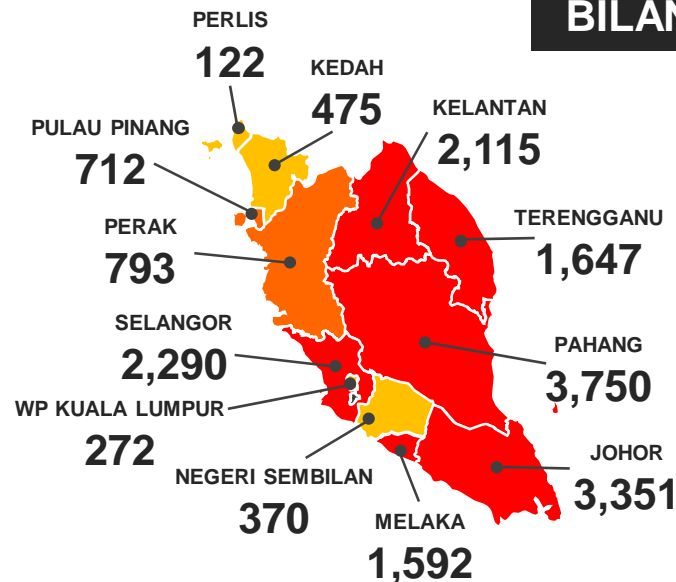 BILAN
PERLIS
122
KEDAH
475
KELANTAN
2,115
PULAU PINANG
712
TERENGGANU
1,647
PERAK
793
SELANGOR
2,290
PAHANG
3,750
WP KUALA LUMPUR
272
JOHOR
3,351
NEGERI SEMBILAN
370
MELAKA
1,592